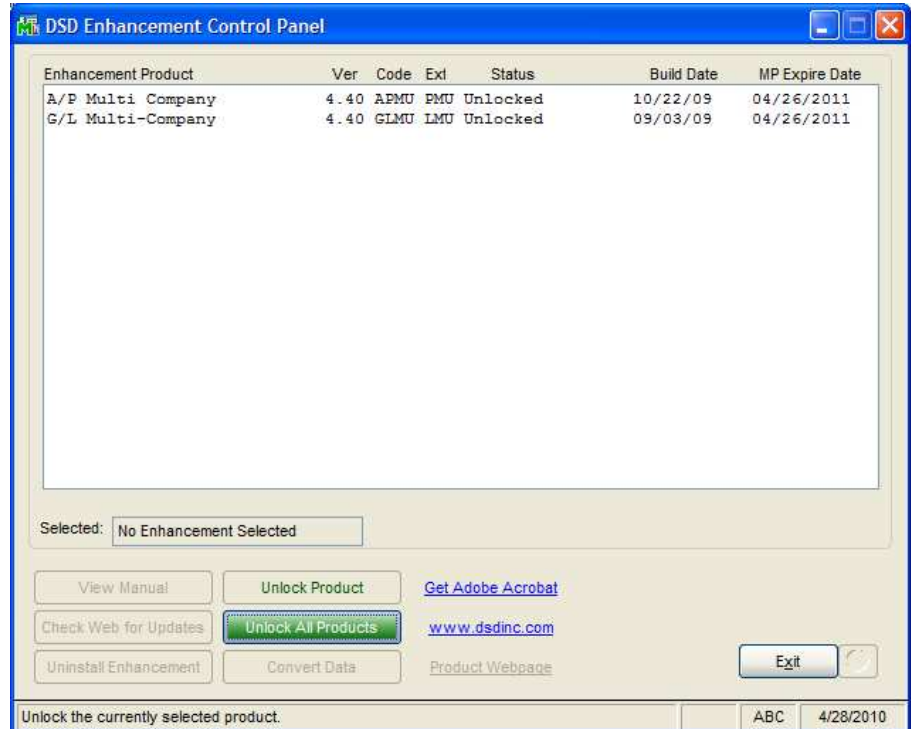 DSD Enhancement Control Panel
Enhancement Product Ver Code Ext Status Build Date MP Expire Date
A/P Multi Company 4.40 APMU PMU Unlocked 10/22/09 04/26/2011
G/L Multi-Company 4.40 GLMU LMU Unlocked 09/03/09 04/26/2011
Selected: No Enhancement Selected
View Manual Unlock Product Get Adobe Acrobat
Check Web for Updates Unlock All Products www.dsdinc.com
Uninstall Enhancement Convert Data Product Webpage Exit
Unlock the currently selected product. ABC 4/28/2010